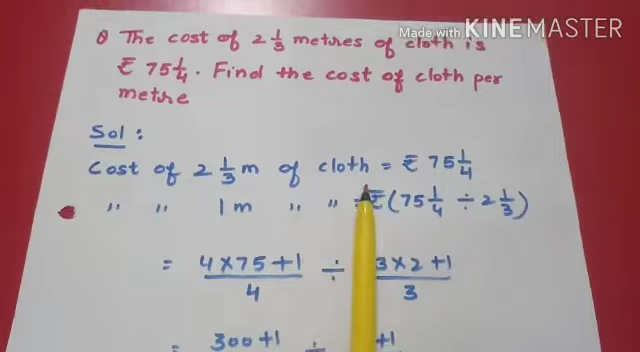 Made with KINEMASTER
Q The cost of 2 1/3 metres of cloth is
₹ 75 1/4. Find the cost of cloth per
metre
Sol :
Cost of 2 1/3 m of cloth = ₹ 75 1/4
" " 1 m " " = ₹ (75 1/4 ÷ 2 1/3)
= (4×75+1)/4 ÷ (3×2+1)/3
= 300+1 ÷ +1